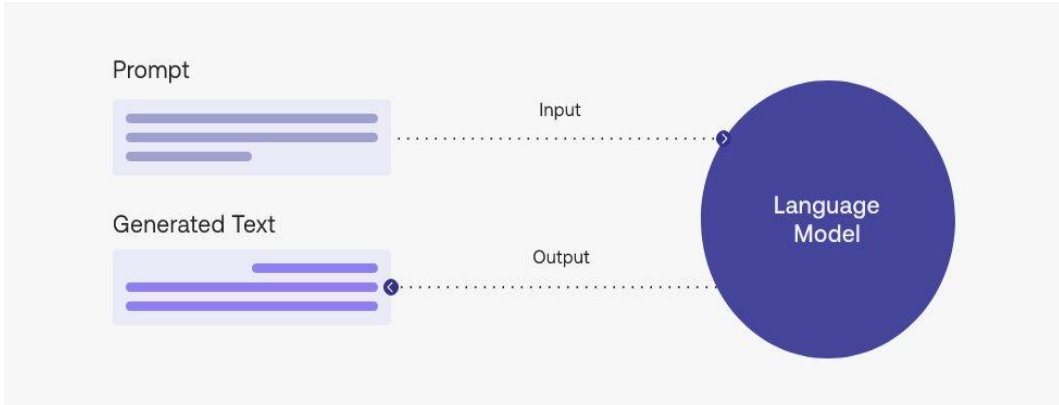 Prompt
Input
Generated Text
Output
Language
Model